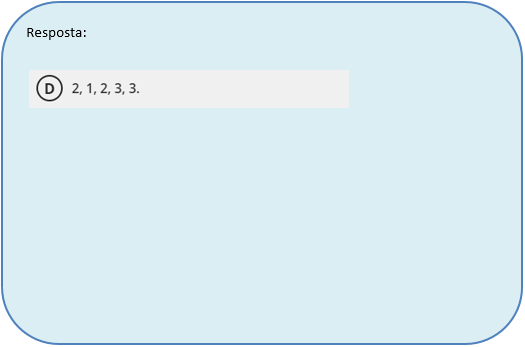 Resposta:
D 2, 1, 2, 3, 3.